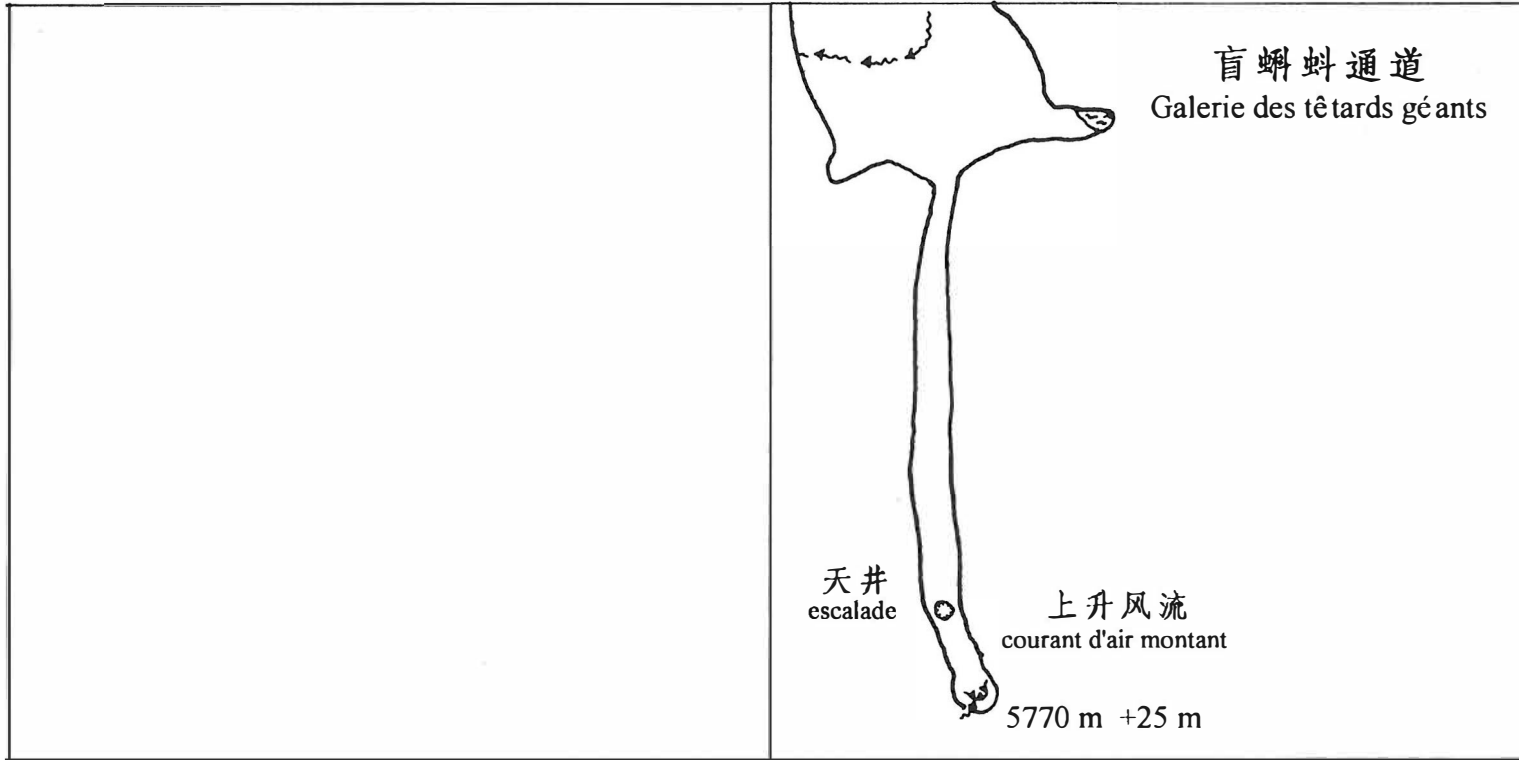 盲蝌蚪通道
Galerie des têtards géants
天井
escalade
上升风流
courant d'air montant
5770 m +25 m